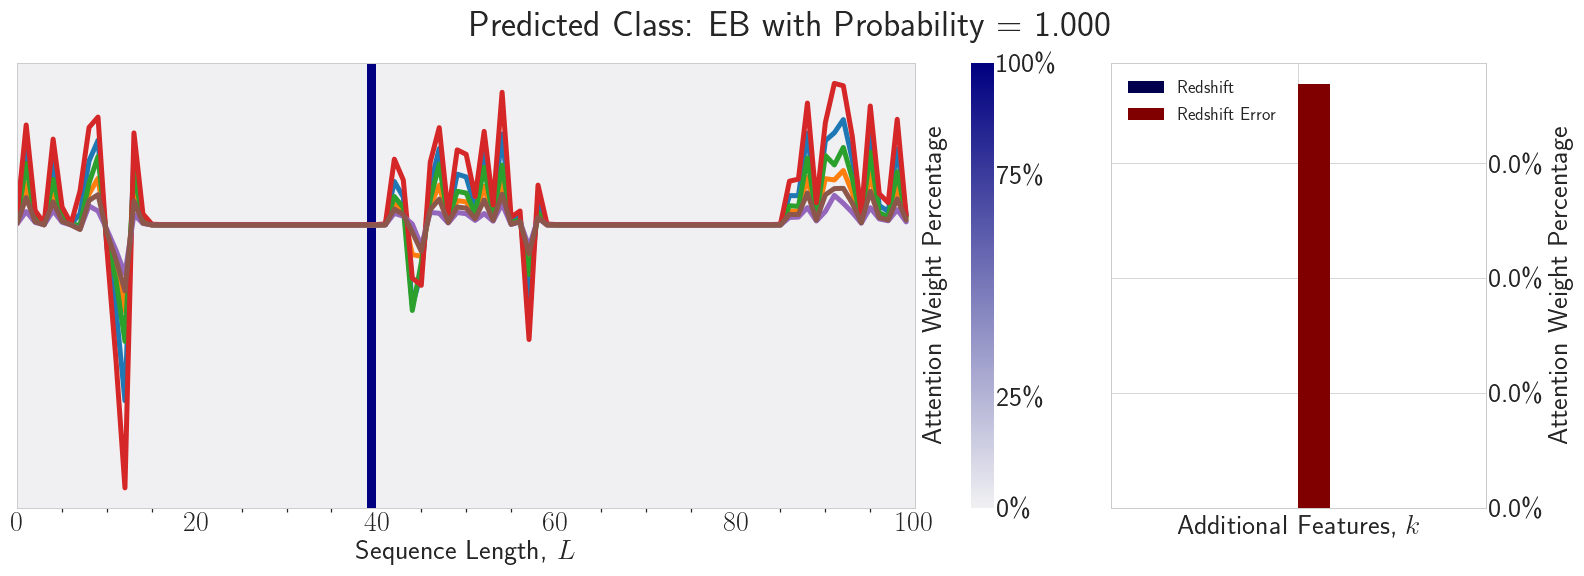 Predicted Class: EB with Probability = 1.000
100%
75%
25%
0%
Attention Weight Percentage
0 20 40 60 80 100
Sequence Length, L
Redshift
Redshift Error
0.0%
0.0%
0.0%
0.0%
Attention Weight Percentage
Additional Features, k